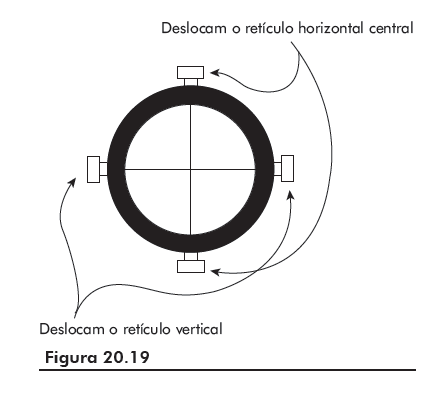 Deslocam o retículo horizontal central
Deslocam o retículo vertical
Figura 20.19